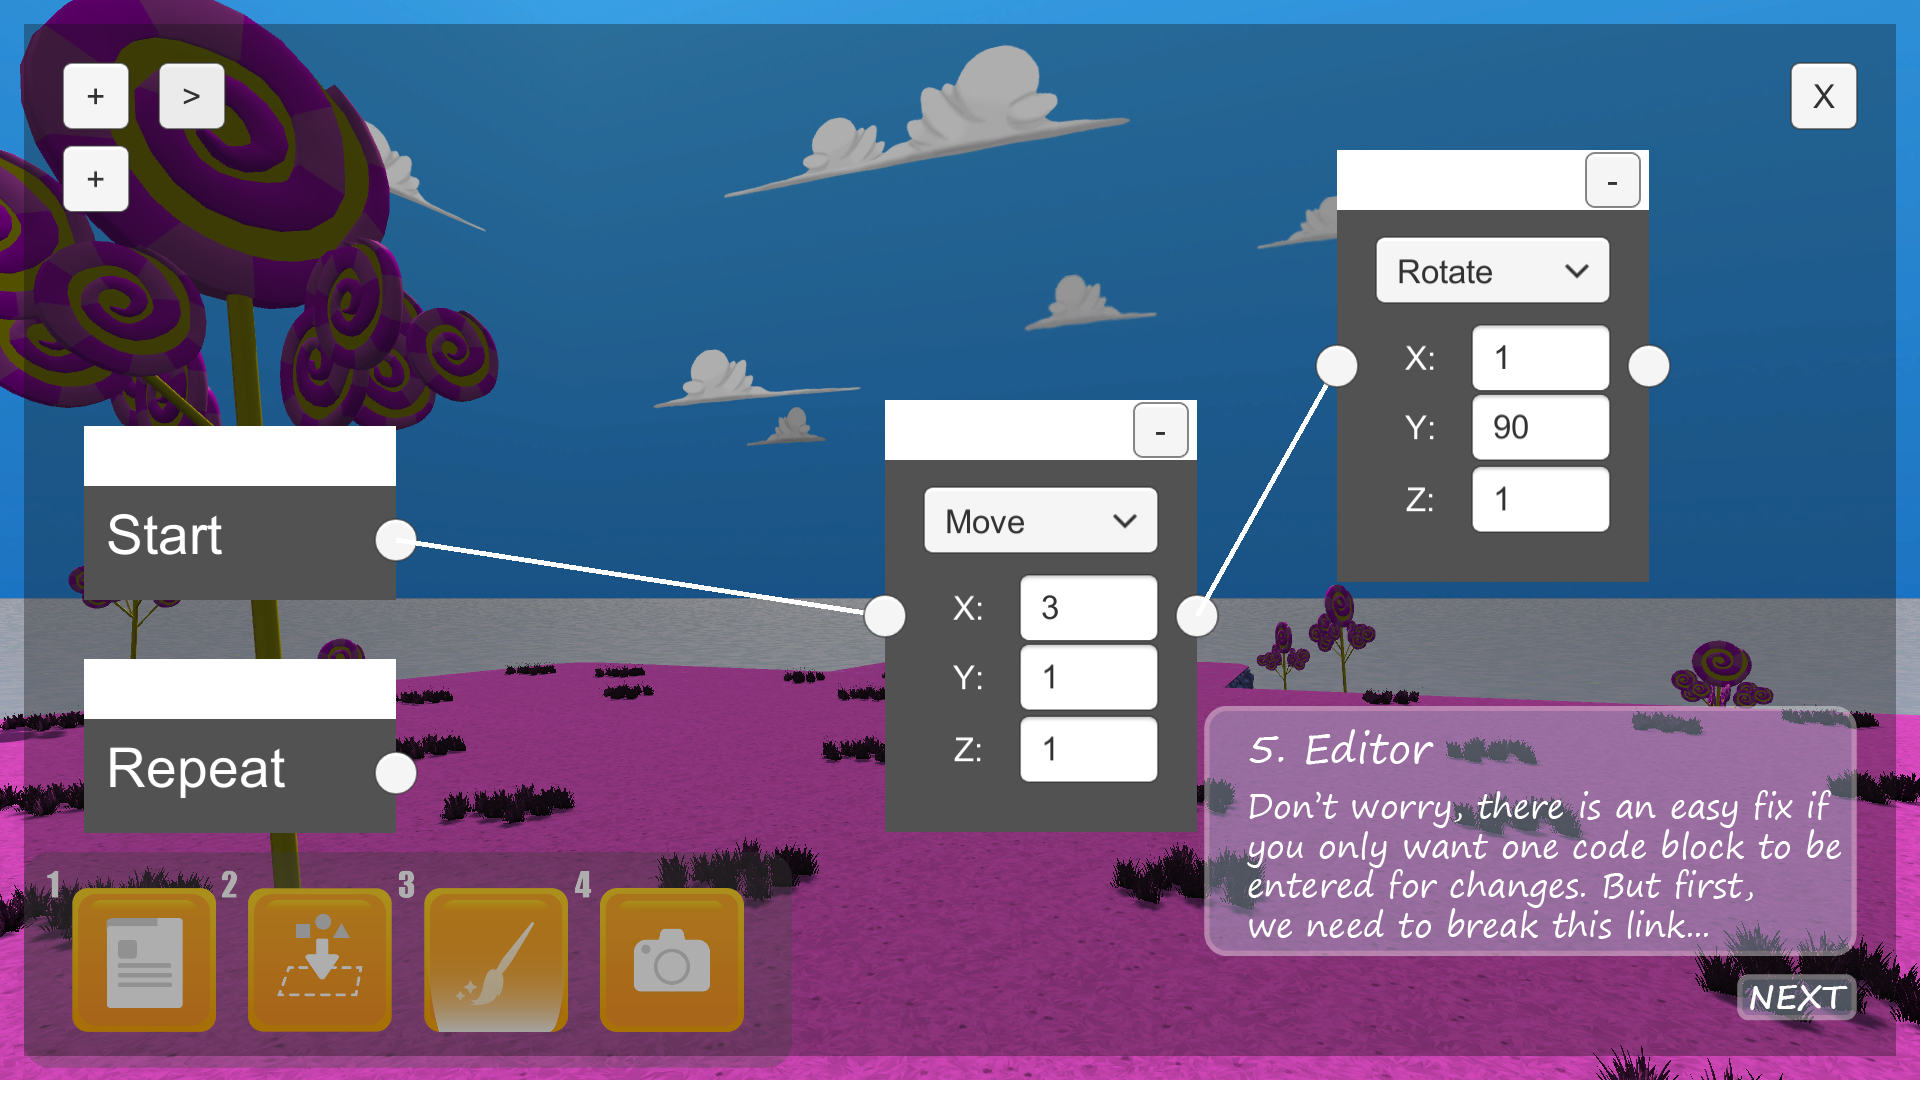 +
>
X
+
-
Rotate
X: 1
Y: 90
Z: 1
-
Start
Move
X: 3
Y: 1
Z: 1
Repeat
5. Editor
Don't worry, there is an easy fix if
you only want one code block to be
entered for changes. But first,
we need to break this link...
1
2
3
4
NEXT